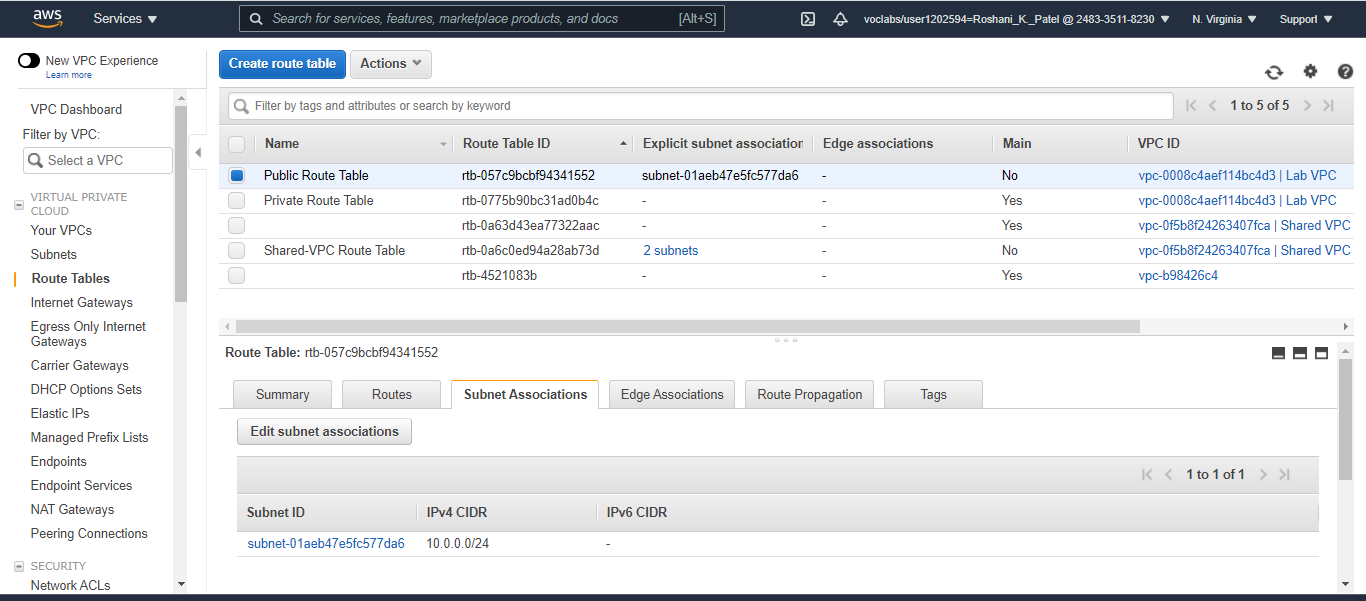 aws
Services
Search for services, features, marketplace products, and docs [Alt+S]
voclabs/user1202594=Roshani_K._Patel @ 2483-3511-8230
N. Virginia
Support
New VPC Experience
Learn more
VPC Dashboard
Filter by VPC:
Select a VPC
VIRTUAL PRIVATE
CLOUD
Your VPCs
Subnets
Route Tables
Internet Gateways
Egress Only Internet
Gateways
Carrier Gateways
DHCP Options Sets
Elastic IPs
Managed Prefix Lists
Endpoints
Endpoint Services
NAT Gateways
Peering Connections
SECURITY
Network ACLs
Create route table
Actions
Filter by tags and attributes or search by keyword
1 to 5 of 5
Name Route Table ID Explicit subnet association Edge associations Main VPC ID
Public Route Table rtb-057c9bcbf94341552 subnet-01aeb47e5fc577da6 - No vpc-0008c4aef114bc4d3 | Lab VPC
Private Route Table rtb-0775b90bc31ad0b4c - - Yes vpc-0008c4aef114bc4d3 | Lab VPC
rtb-0a63d43ea77322aac - - Yes vpc-0f5b8f24263407fca | Shared VPC
Shared-VPC Route Table rtb-0a6c0ed94a28ab73d 2 subnets - No vpc-0f5b8f24263407fca | Shared VPC
rtb-4521083b - - Yes vpc-b98426c4
Route Table: rtb-057c9bcbf94341552
Summary Routes Subnet Associations Edge Associations Route Propagation Tags
Edit subnet associations
1 to 1 of 1
Subnet ID IPv4 CIDR IPv6 CIDR
subnet-01aeb47e5fc577da6 10.0.0.0/24 -